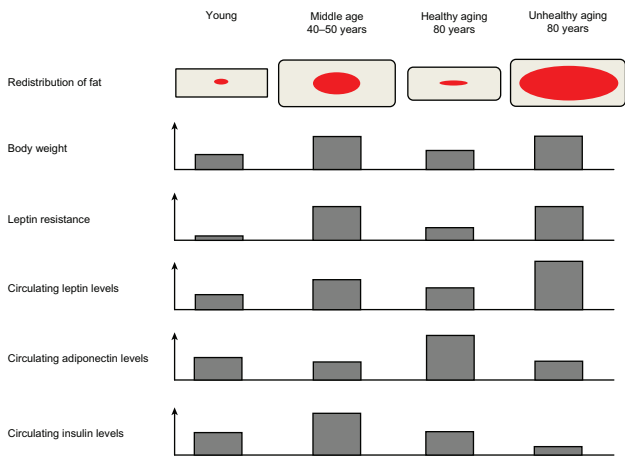 Young
Middle age
40–50 years
Healthy aging
80 years
Unhealthy aging
80 years
Redistribution of fat
Body weight
Leptin resistance
Circulating leptin levels
Circulating adiponectin levels
Circulating insulin levels